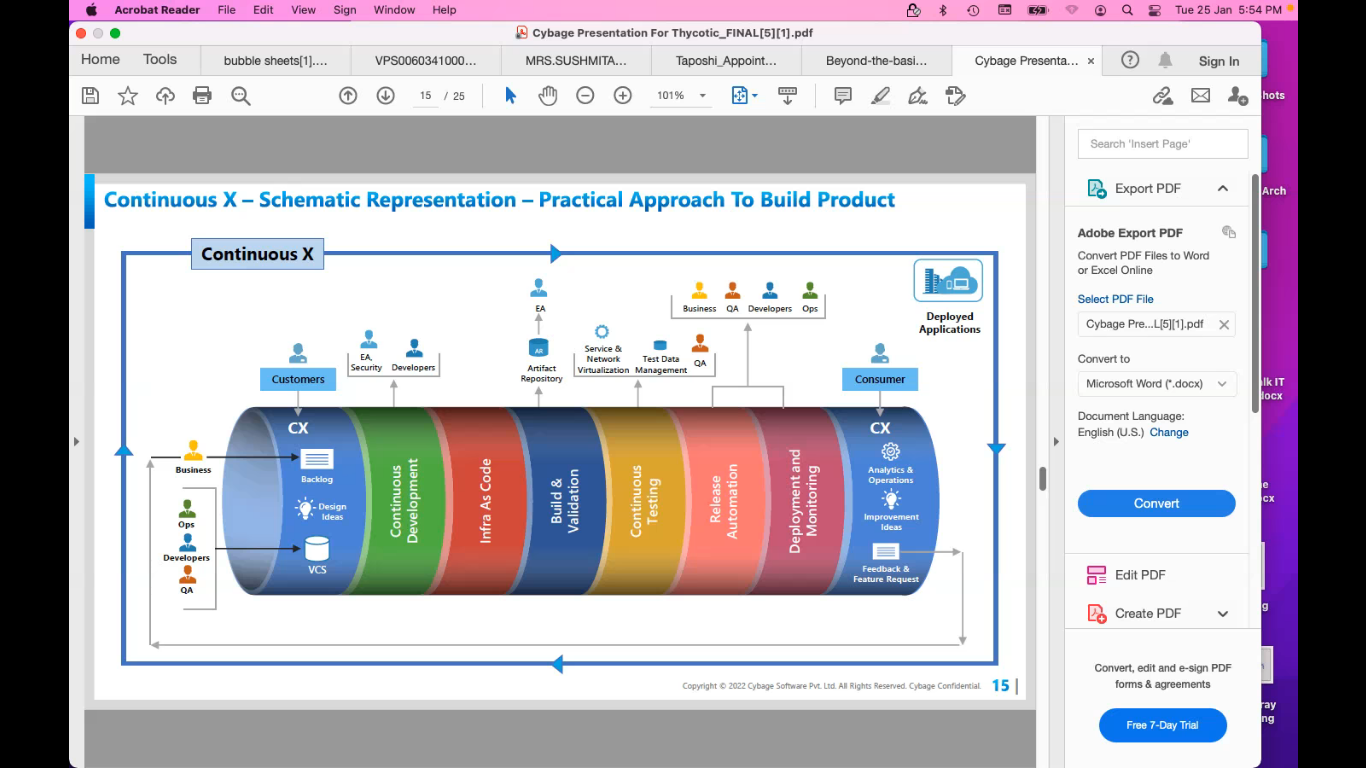 Acrobat Reader File Edit View Sign Window Help Tue 25 Jan 5:54 PM
Cybage Presentation For Thycotic_FINAL[5][1].pdf
Home Tools bubble sheets[1].... VPS0060341000... MRS.SUSHMITA... Taposhi_Appoint... Beyond-the-basi... Cybage Presenta... × Sign In
15 / 25 101%
Continuous X – Schematic Representation – Practical Approach To Build Product
Continuous X
EA
Business QA Developers Ops
Deployed
Applications
Customers
EA,
Security
Developers
AR
Artifact
Repository
Service &
Network
Virtualization
Test Data
Management
QA
Consumer
Business
Ops
Developers
QA
CX
Backlog
Design
Ideas
VCS
Continuous
Development
Infra As Code
Build &
Validation
Continuous
Testing
Release
Automation
Deployment and
Monitoring
CX
Analytics &
Operations
Improvement
Ideas
Feedback &
Feature Request
Copyright © 2022 Cybage Software Pvt. Ltd. All Rights Reserved. Cybage Confidential. 15
Search 'Insert Page'
Export PDF
Adobe Export PDF
Convert PDF Files to Word
or Excel Online
Select PDF File
Cybage Pre...L[5][1].pdf
Convert to
Microsoft Word (*.docx)
Document Language:
English (U.S.) Change
Convert
Edit PDF
Create PDF
Convert, edit and e-sign PDF
forms & agreements
Free 7-Day Trial